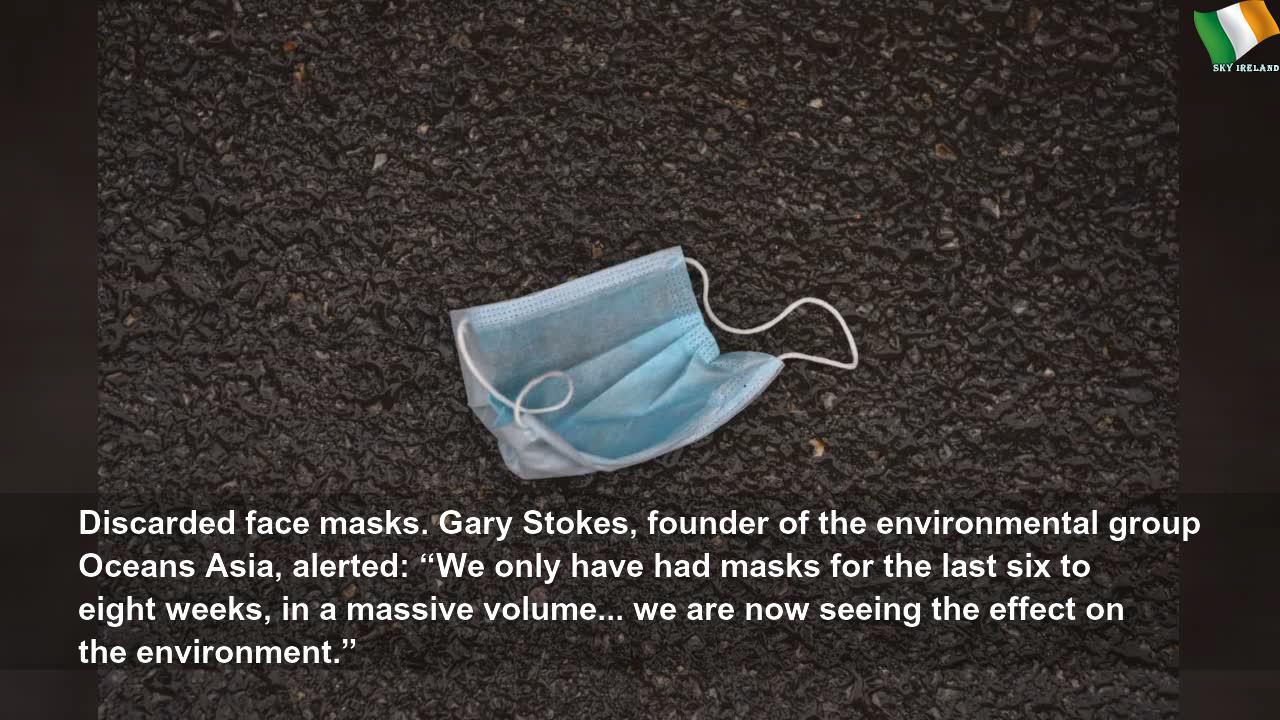 SKY IRELAND
Discarded face masks. Gary Stokes, founder of the environmental group
Oceans Asia, alerted: “We only have had masks for the last six to
eight weeks, in a massive volume... we are now seeing the effect on
the environment.”